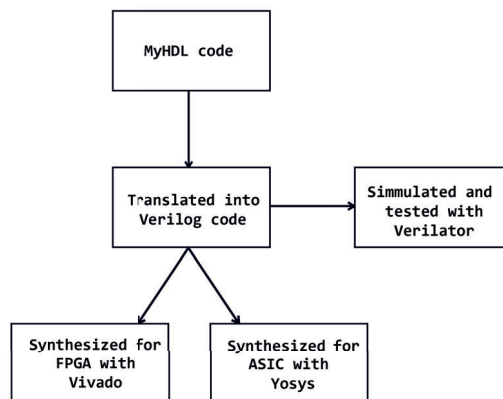 MyHDL code
Translated into
Verilog code
Simmulated and
tested with
Verilator
Synthesized for
FPGA with
Vivado
Synthesized for
ASIC with
Yosys